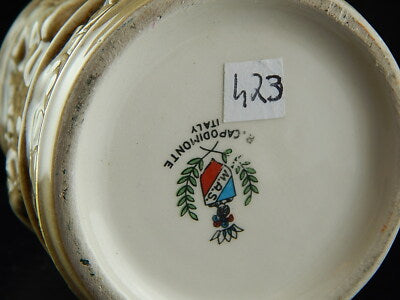 423
R. CAPODIMONTE
ITALY
M.A.S.